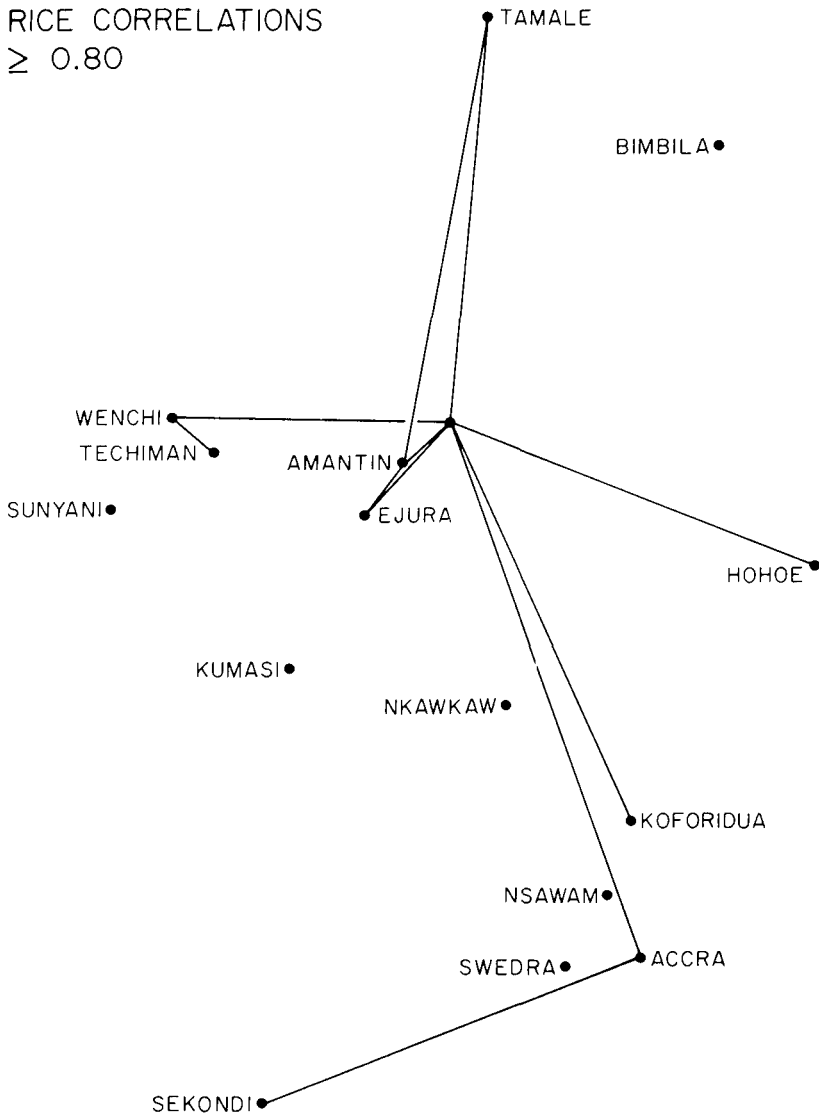 RICE CORRELATIONS
≥ 0.80
TAMALE
BIMBILA
WENCHI
TECHIMAN
AMANTIN
SUNYANI
EJURA
HOHOE
KUMASI
NKAWKAW
KOFORIDUA
NSAWAM
SWEDRA
ACCRA
SEKONDI